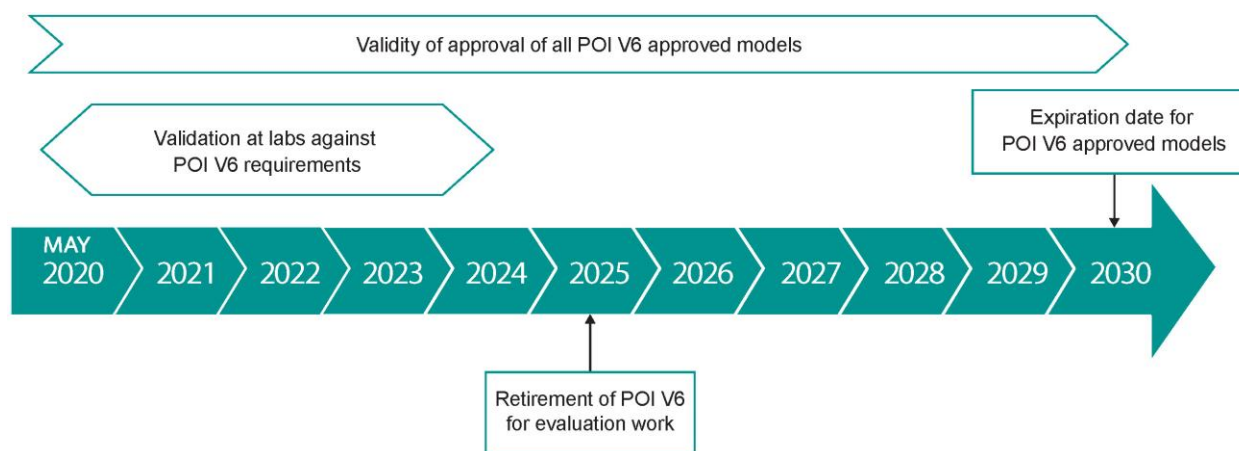 Validity of approval of all POI V6 approved models
Validation at labs against
POI V6 requirements
Expiration date for
POI V6 approved models
MAY
2020 2021 2022 2023 2024 2025 2026 2027 2028 2029 2030
Retirement of POI V6
for evaluation work